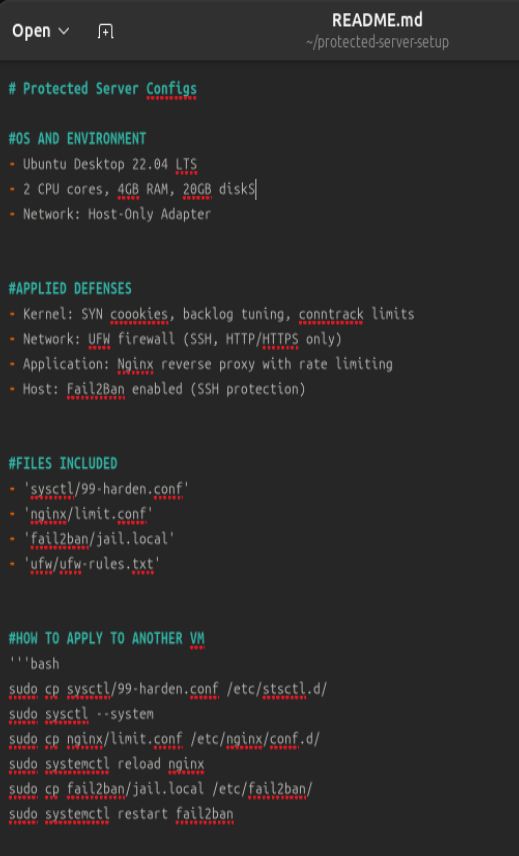 Open
README.md
~/protected-server-setup
# Protected Server Configs
#OS AND ENVIRONMENT
- Ubuntu Desktop 22.04 LTS
- 2 CPU cores, 4GB RAM, 20GB diskS
- Network: Host-Only Adapter
#APPLIED DEFENSES
- Kernel: SYN coookies, backlog tuning, conntrack limits
- Network: UFW firewall (SSH, HTTP/HTTPS only)
- Application: Nginx reverse proxy with rate limiting
- Host: Fail2Ban enabled (SSH protection)
#FILES INCLUDED
- 'sysctl/99-harden.conf'
- 'nginx/limit.conf'
- 'fail2ban/jail.local'
- 'ufw/ufw-rules.txt'
#HOW TO APPLY TO ANOTHER VM
'''bash
sudo cp sysctl/99-harden.conf /etc/stsctl.d/
sudo sysctl --system
sudo cp nginx/limit.conf /etc/nginx/conf.d/
sudo systemctl reload nginx
sudo cp fail2ban/jail.local /etc/fail2ban/
sudo systemctl restart fail2ban